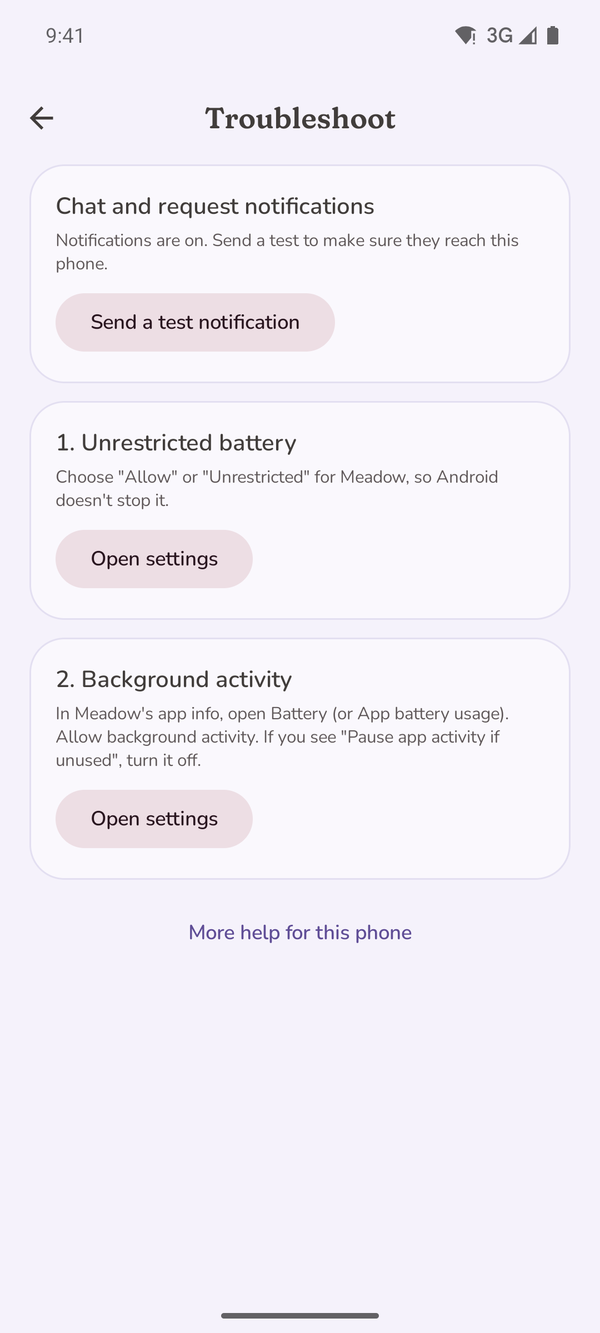 9:41
3G
Troubleshoot
Chat and request notifications
Notifications are on. Send a test to make sure they reach this
phone.
Send a test notification
1. Unrestricted battery
Choose "Allow" or "Unrestricted" for Meadow, so Android
doesn't stop it.
Open settings
2. Background activity
In Meadow's app info, open Battery (or App battery usage).
Allow background activity. If you see "Pause app activity if
unused", turn it off.
Open settings
More help for this phone